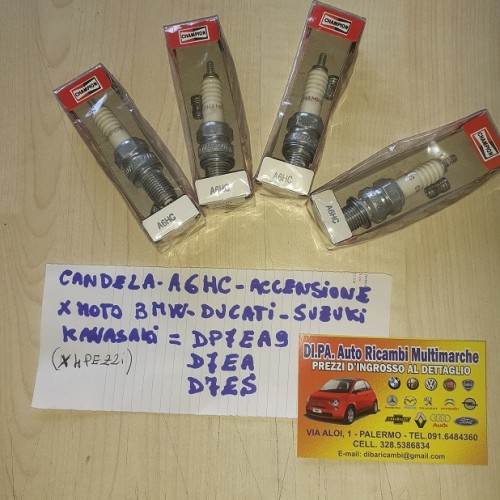 CHAMPION
CHAMPION
CHAMPION
CHAMPION
A6HC
A6HC
A6HC
A6HC
CANDELA-A6HC-ACCENSIONE
X MOTO BMW-DUCATI-SUZUKI
KAWASAKI = DP7EA9
(X 4 PEZZI) D7EA
D7ES
DI.PA. Auto Ricambi Multimarche
PREZZI D'INGROSSO AL DETTAGLIO
Audi
Ford
VIA ALOI, 1 - PALERMO - TEL.091.6484360
CELL. 328.5386834
E-mail: dibaricambi@gmail.com